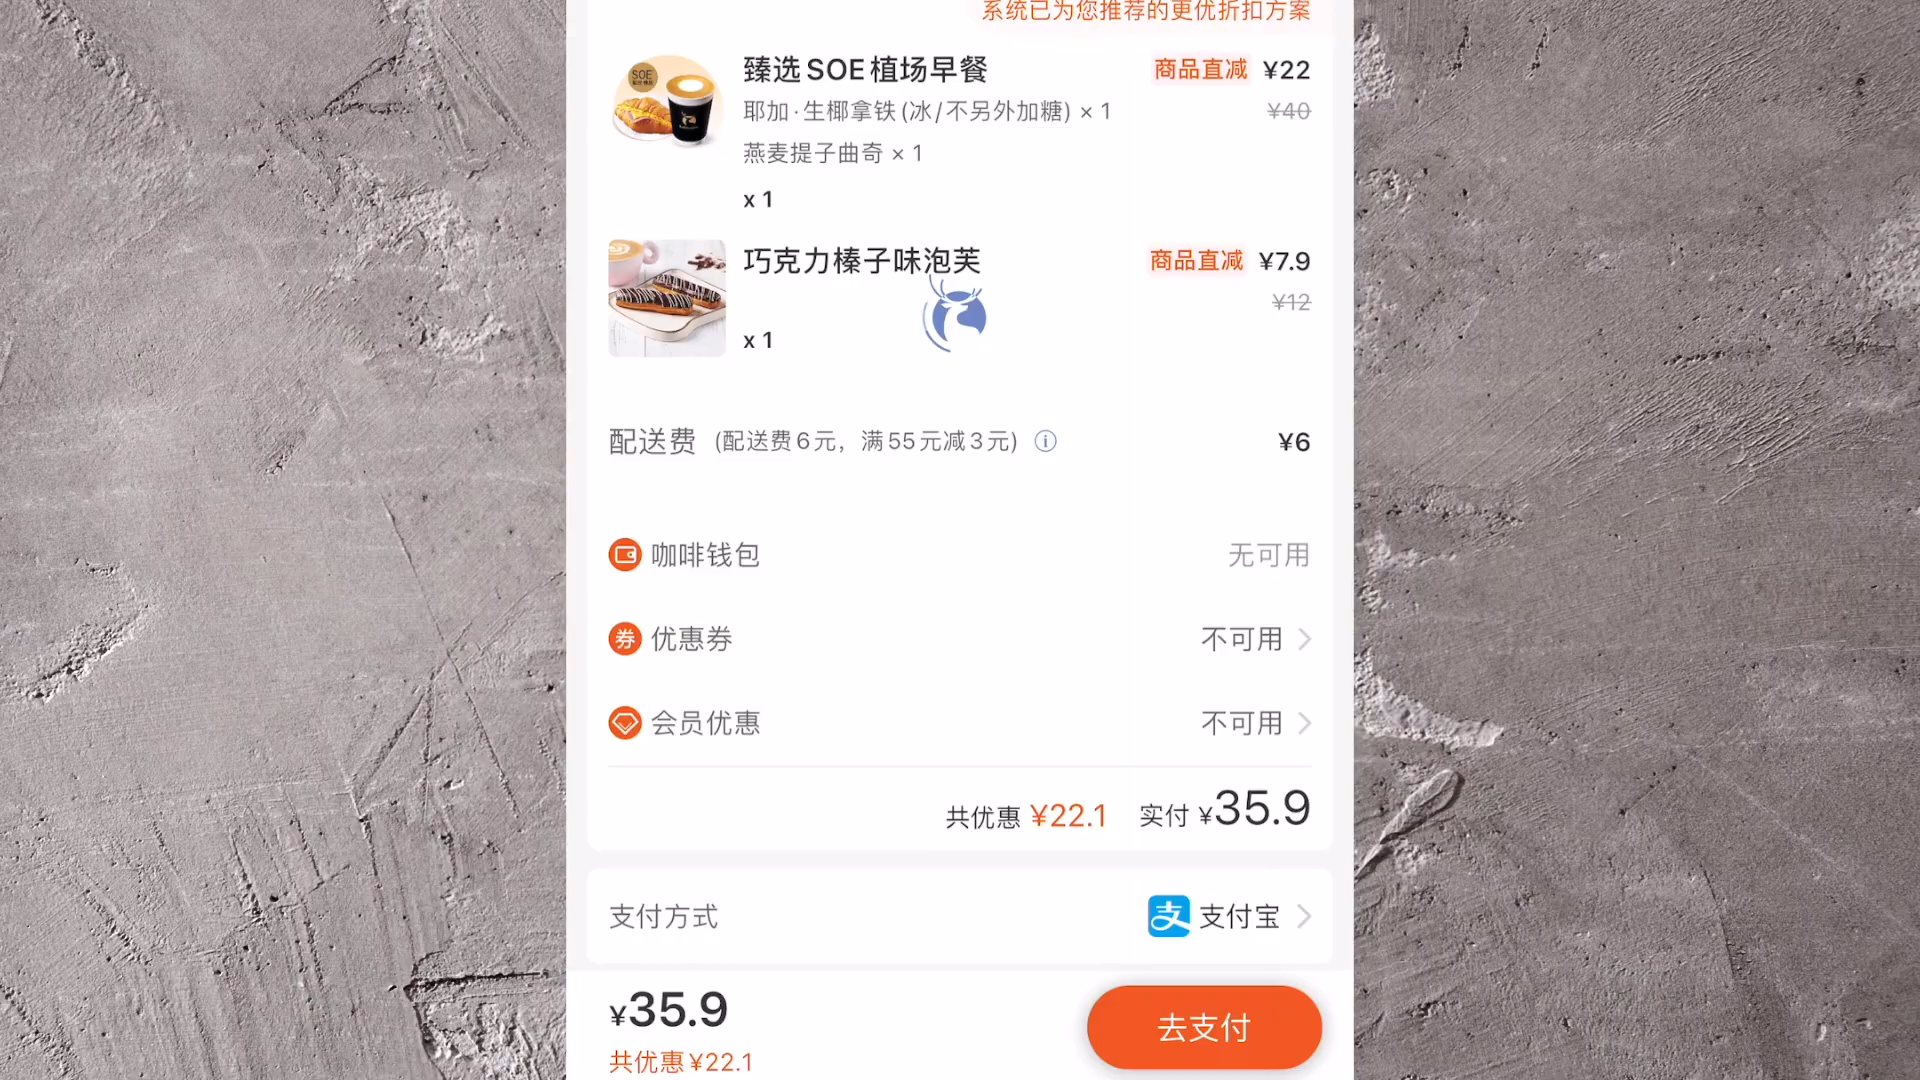 系统已为您推荐的更优折扣方案
臻选SOE植场早餐 商品直减 ¥22
耶加·生椰拿铁(冰/不另外加糖) × 1 ¥40
燕麦提子曲奇 × 1
x 1
SOE
巧克力榛子味泡芙 商品直减 ¥7.9
¥12
x 1
配送费 (配送费6元，满55元减3元) ¥6
咖啡钱包 无可用
券 优惠券 不可用
会员优惠 不可用
共优惠 ¥22.1 实付 ¥35.9
支付方式 支 支付宝
¥35.9 去支付
共优惠 ¥22.1